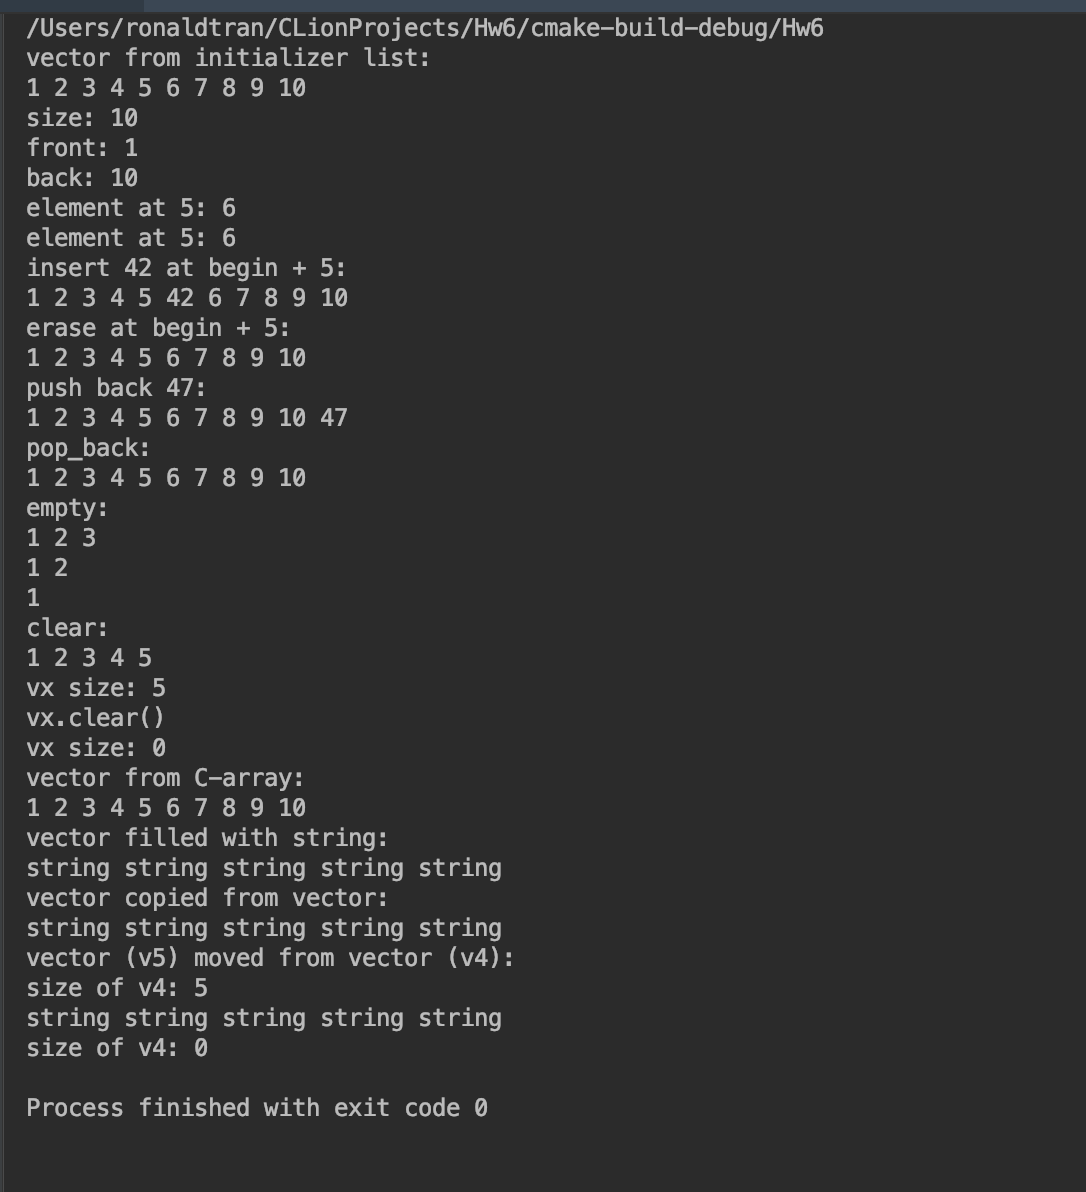 /Users/ronaldtran/CLionProjects/Hw6/cmake-build-debug/Hw6
vector from initializer list:
1 2 3 4 5 6 7 8 9 10
size: 10
front: 1
back: 10
element at 5: 6
element at 5: 6
insert 42 at begin + 5:
1 2 3 4 5 42 6 7 8 9 10
erase at begin + 5:
1 2 3 4 5 6 7 8 9 10
push back 47:
1 2 3 4 5 6 7 8 9 10 47
pop_back:
1 2 3 4 5 6 7 8 9 10
empty:
1 2 3
1 2
1
clear:
1 2 3 4 5
vx size: 5
vx.clear()
vx size: 0
vector from C-array:
1 2 3 4 5 6 7 8 9 10
vector filled with string:
string string string string string
vector copied from vector:
string string string string string
vector (v5) moved from vector (v4):
size of v4: 5
string string string string string
size of v4: 0

Process finished with exit code 0